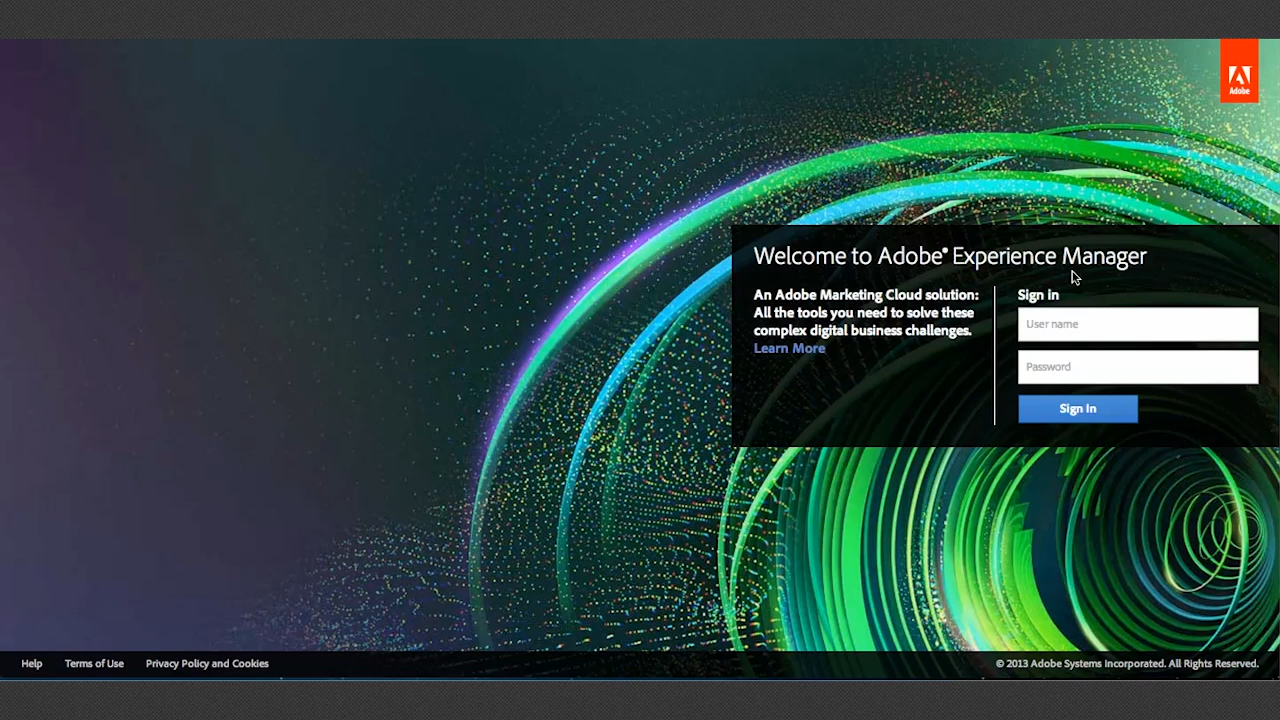 Adobe
Welcome to Adobe® Experience Manager
An Adobe Marketing Cloud solution:
All the tools you need to solve these
complex digital business challenges.
Learn More
Sign in
User name
Password
Sign In
Help
Terms of Use
Privacy Policy and Cookies
© 2013 Adobe Systems Incorporated. All Rights Reserved.